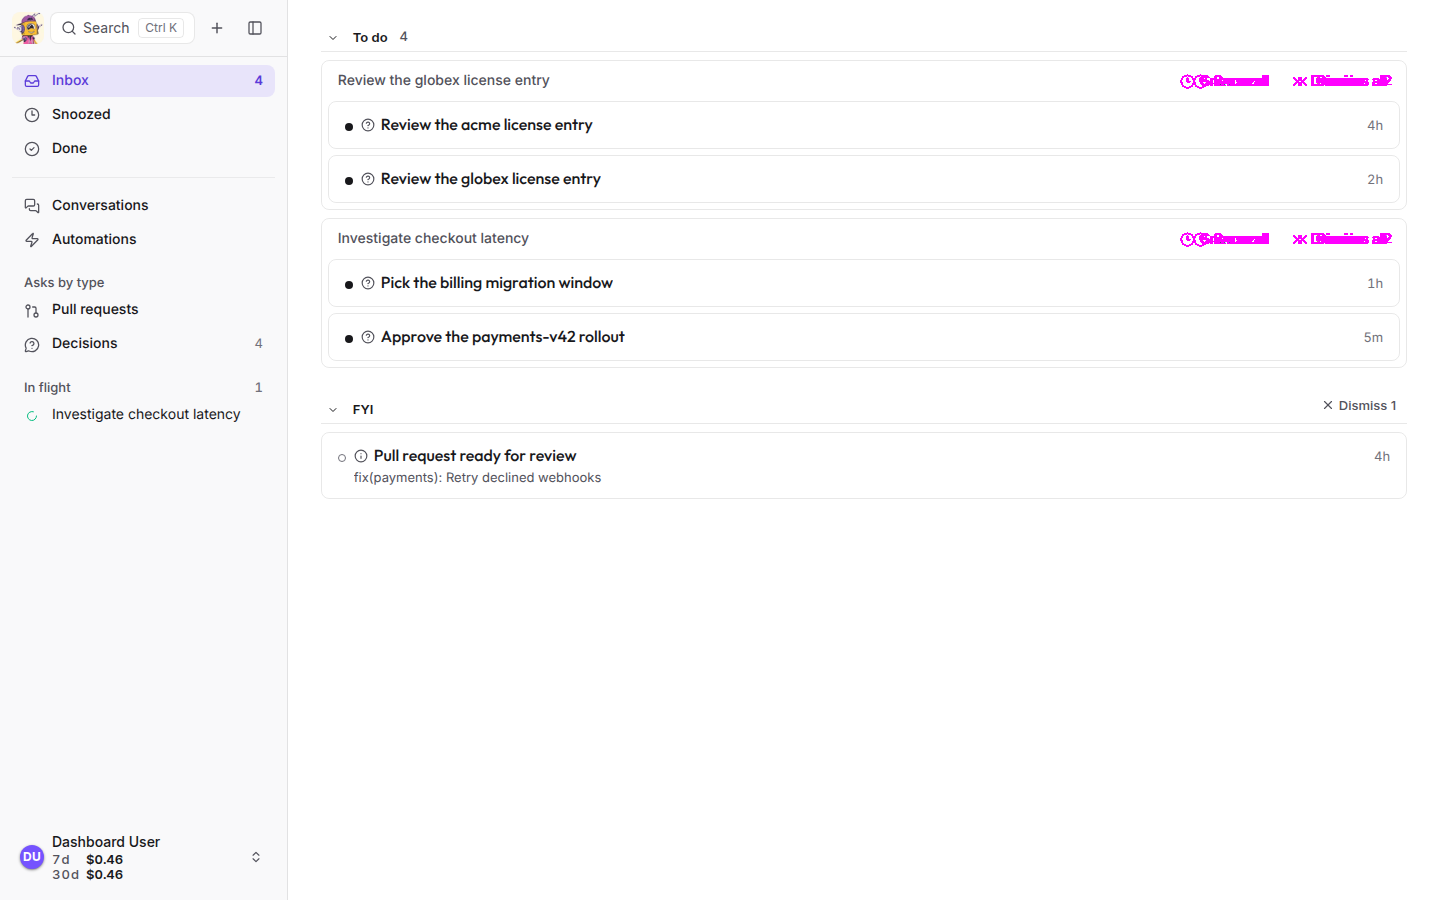 Search Ctrl K
Inbox 4
Snoozed
Done
Conversations
Automations
Asks by type
Pull requests
Decisions 4
In flight 1
Investigate checkout latency
Dashboard User
DU
7d $0.46
30d $0.46
To do 4
Review the globex license entry
Review the acme license entry 4h
Review the globex license entry 2h
Investigate checkout latency
Pick the billing migration window 1h
Approve the payments-v42 rollout 5m
FYI Dismiss 1
Pull request ready for review 4h
fix(payments): Retry declined webhooks